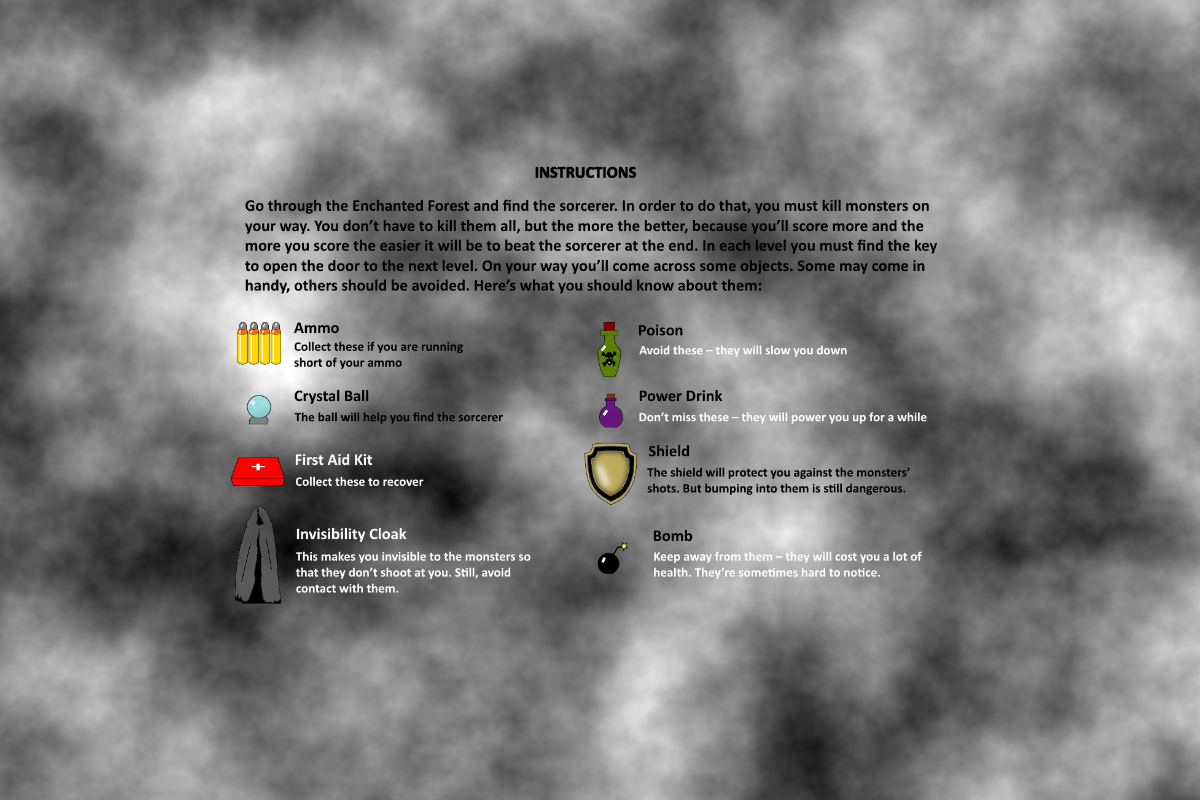 INSTRUCTIONS
Go through the Enchanted Forest and find the sorcerer. In order to do that, you must kill monsters on
your way. You don’t have to kill them all, but the more the better, because you’ll score more and the
more you score the easier it will be to beat the sorcerer at the end. In each level you must find the key
to open the door to the next level. On your way you’ll come across some objects. Some may come in
handy, others should be avoided. Here’s what you should know about them:
Ammo
Collect these if you are running
short of your ammo
Crystal Ball
The ball will help you find the sorcerer
First Aid Kit
Collect these to recover
Invisibility Cloak
This makes you invisible to the monsters so
that they don’t shoot at you. Still, avoid
contact with them.
Poison
Avoid these – they will slow you down
Power Drink
Don’t miss these – they will power you up for a while
Shield
The shield will protect you against the monsters’
shots. But bumping into them is still dangerous.
Bomb
Keep away from them – they will cost you a lot of
health. They’re sometimes hard to notice.